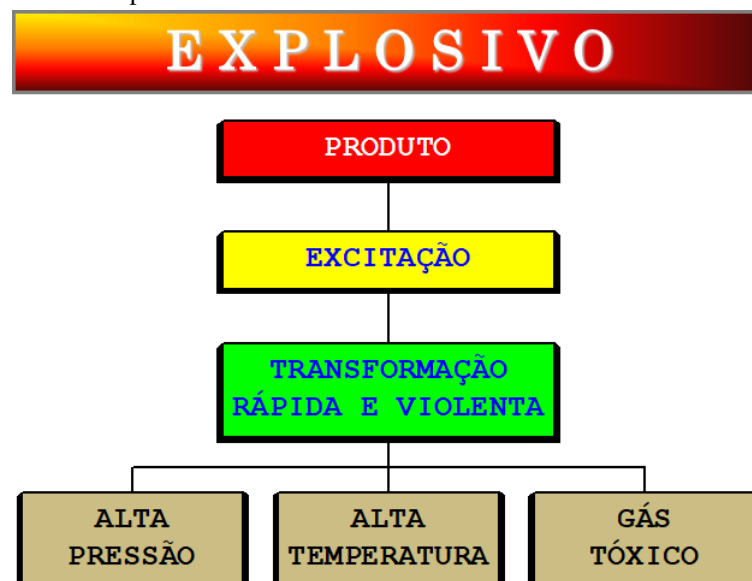 EXPLOSIVO
PRODUTO
EXCITAÇÃO
TRANSFORMAÇÃO
RÁPIDA E VIOLENTA
ALTA
PRESSÃO
ALTA
TEMPERATURA
GÁS
TÓXICO